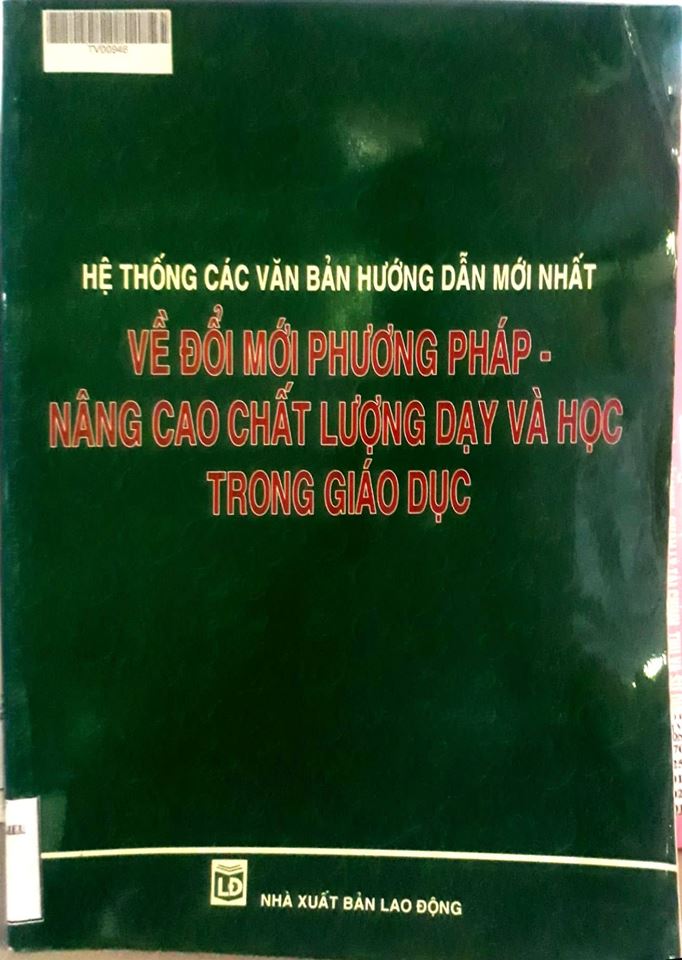 TV00948
HỆ THỐNG CÁC VĂN BẢN HƯỚNG DẪN MỚI NHẤT
VỀ ĐỔI MỚI PHƯƠNG PHÁP -
NÂNG CAO CHẤT LƯỢNG DẠY VÀ HỌC
TRONG GIÁO DỤC
LĐ
NHÀ XUẤT BẢN LAO ĐỘNG